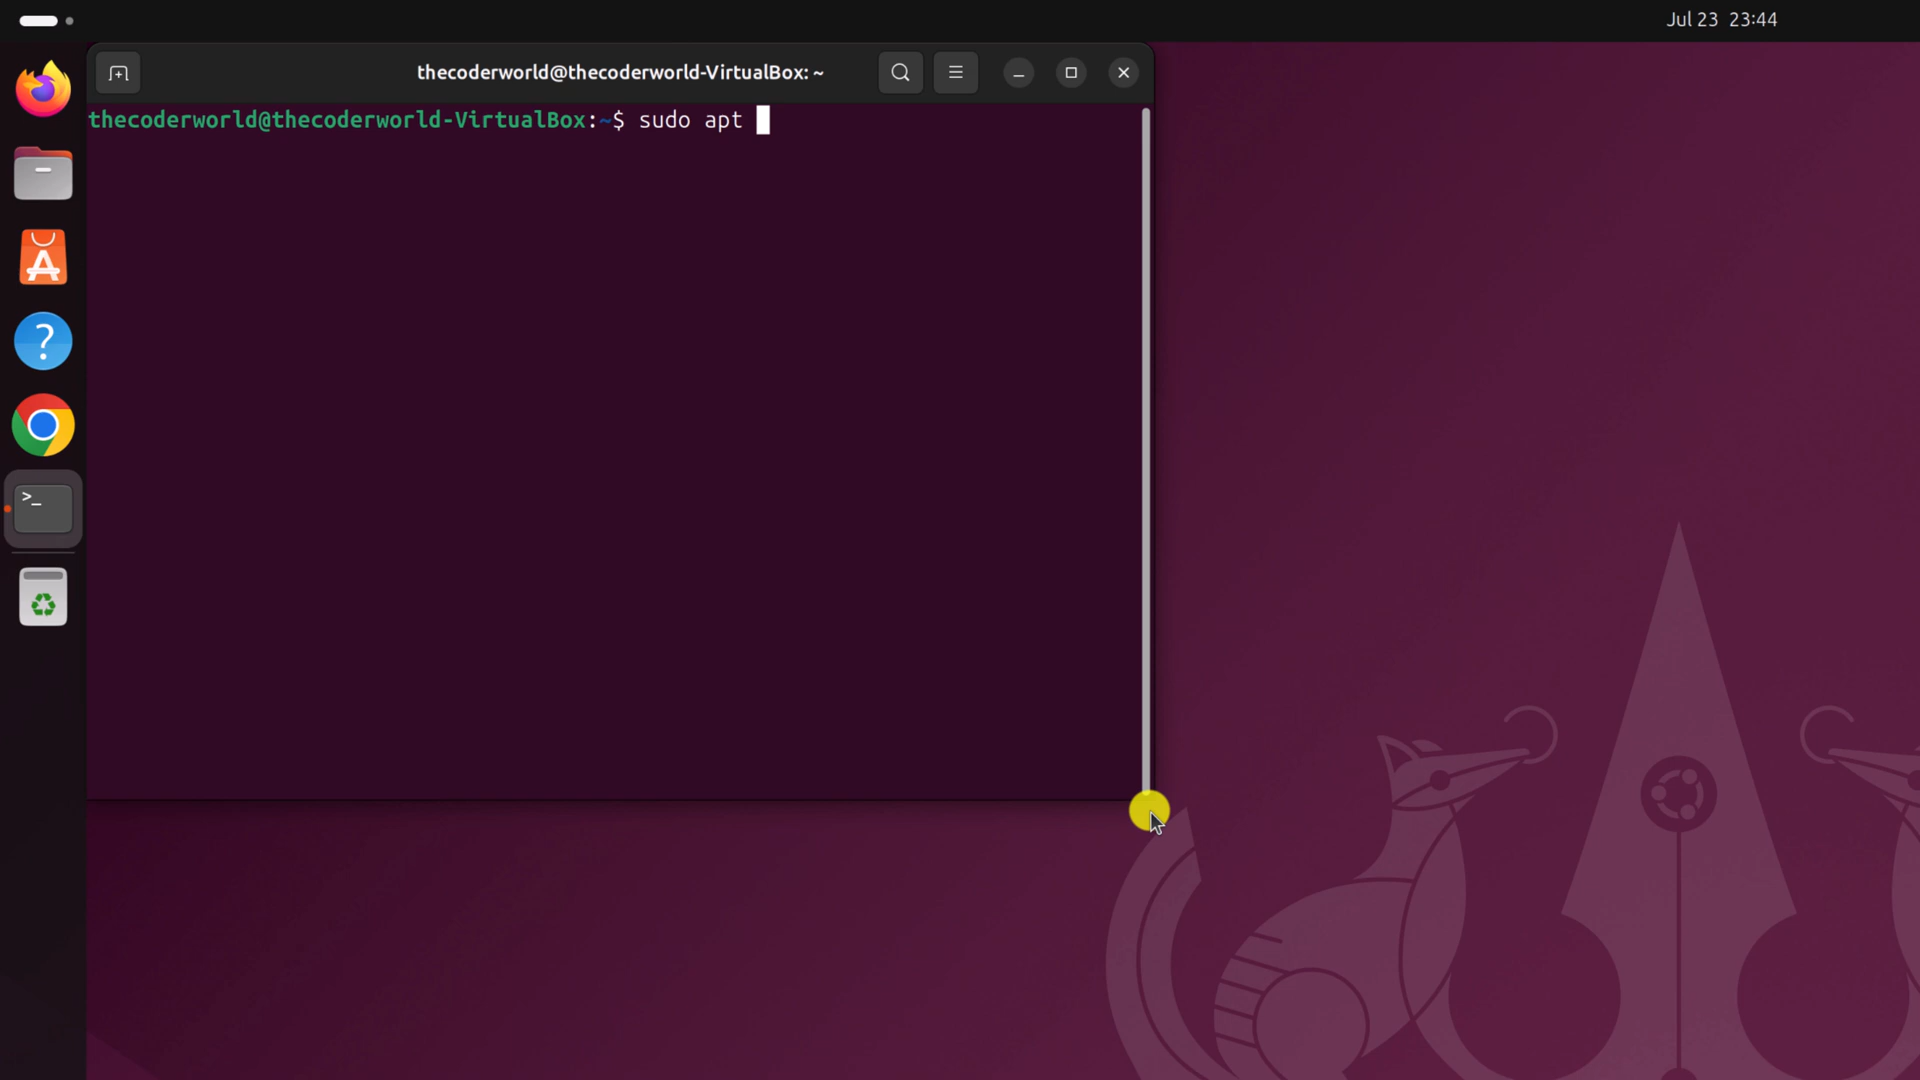 Jul 23 23:44
thecoderworld@thecoderworld-VirtualBox: ~
thecoderworld@thecoderworld-VirtualBox:~$ sudo apt